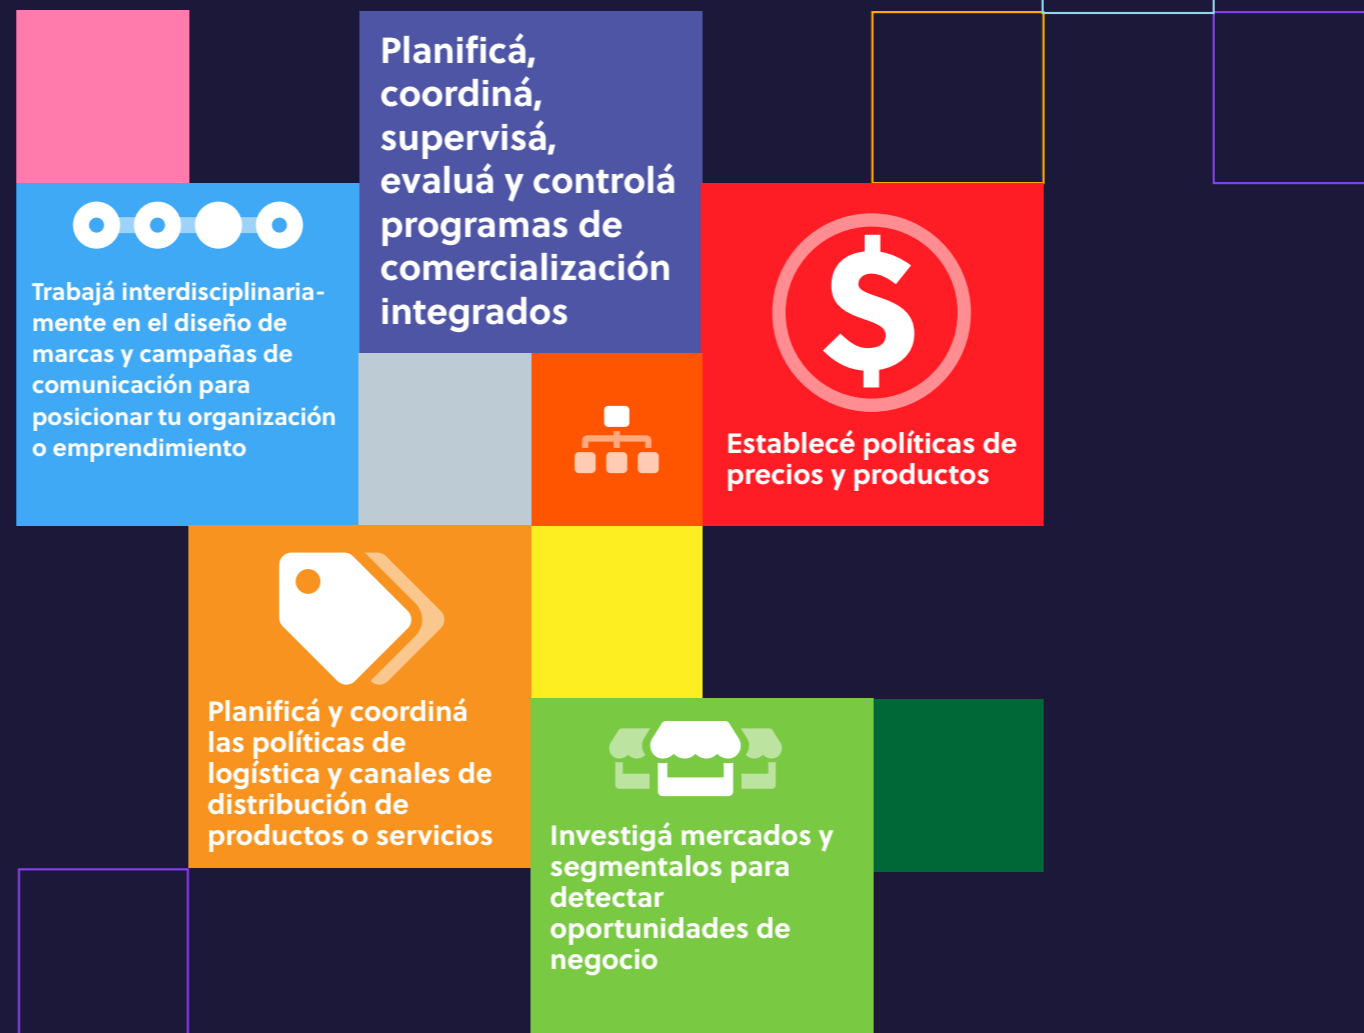 Planificá,
coordiná,
supervisá,
evaluá y controlá
programas de
comercialización
integrados
Trabajá interdisciplinaria-
mente en el diseño de
marcas y campañas de
comunicación para
posicionar tu organización
o emprendimiento
$
Establecé políticas de
precios y productos
Planificá y coordiná
las políticas de
logística y canales de
distribución de
productos o servicios
Investigá mercados y
segmentalos para
detectar
oportunidades de
negocio